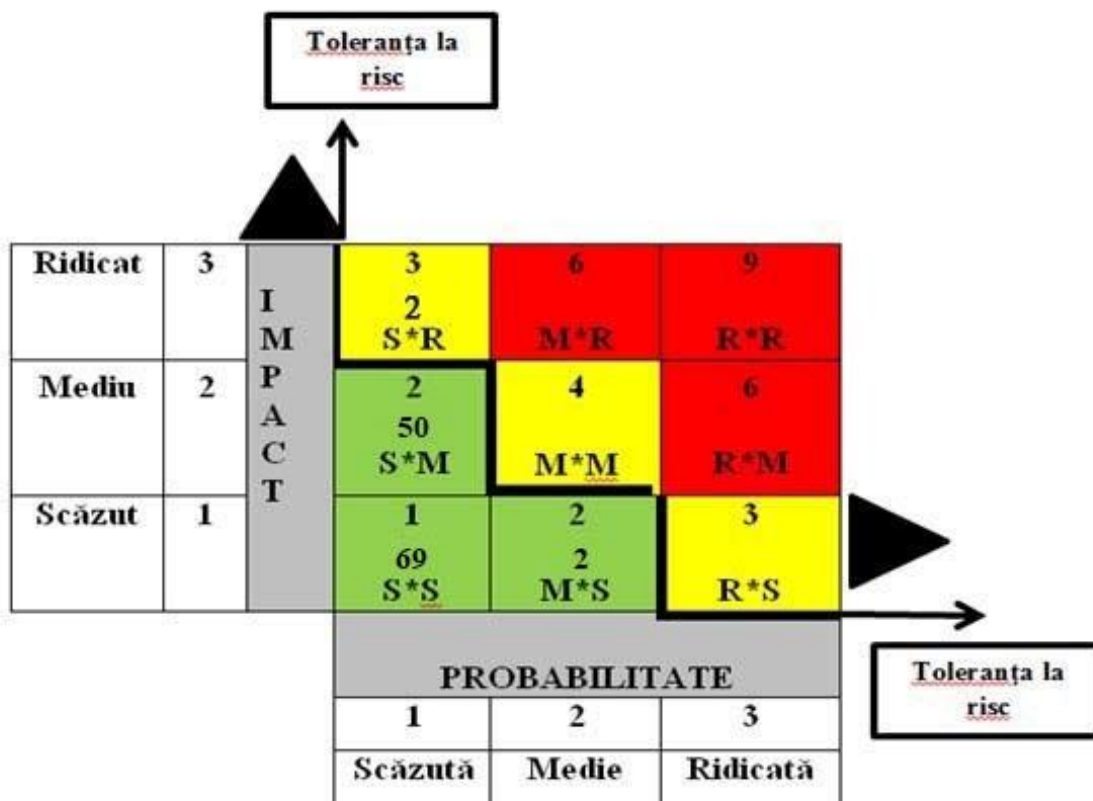 Toleranța la
risc
Ridicat 3 3 6 9
2
S*R M*R R*R
Mediu 2 2 4 6
50
S*M M*M R*M
Scăzut 1 1 2 3
69 2
S*S M*S R*S
IMPACT
PROBABILITATE
1 2 3
Scăzută Medie Ridicată
Toleranța la
risc